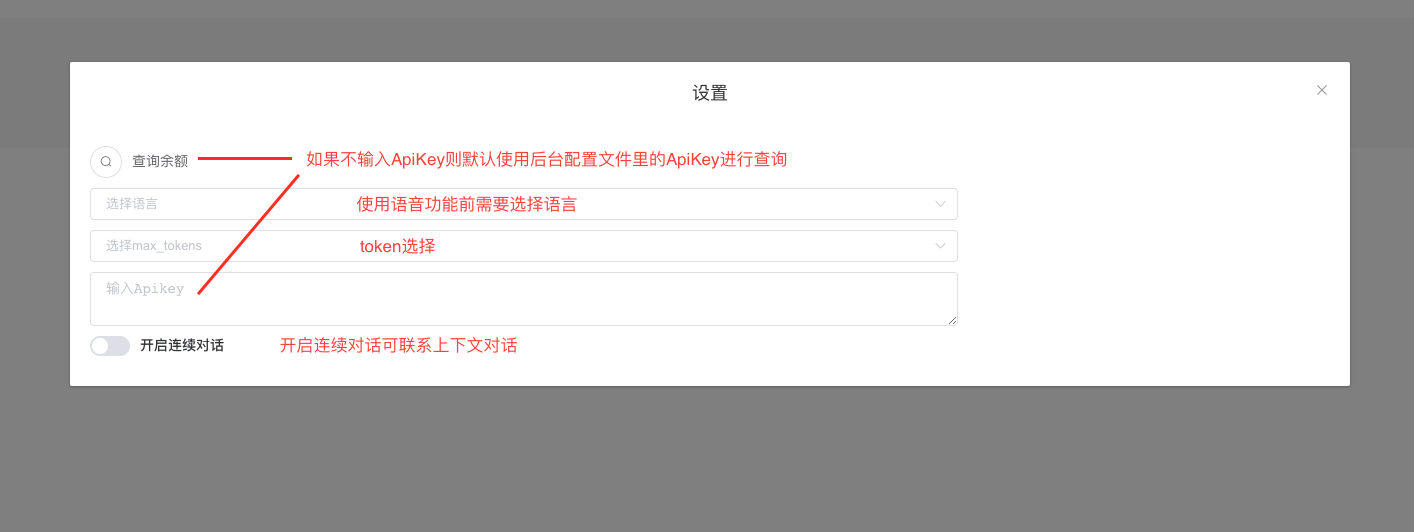 设置
查询余额 如果不输入ApiKey则默认使用后台配置文件里的ApiKey进行查询
选择语言 使用语音功能前需要选择语言
选择max_tokens token选择
输入Apikey
开启连续对话 开启连续对话可联系上下文对话